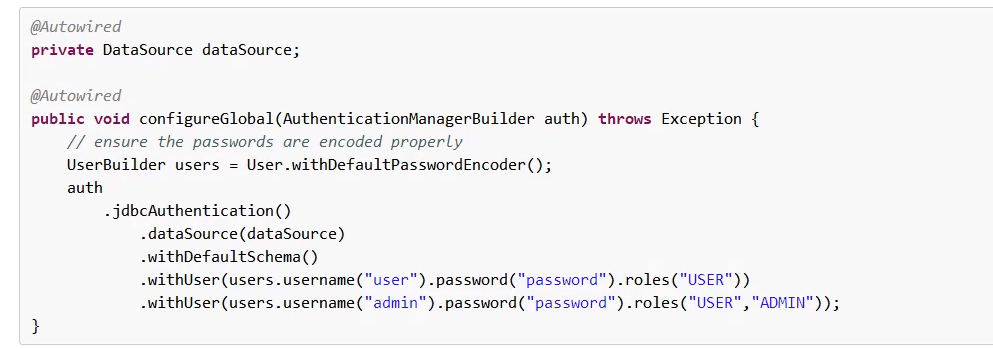 @Autowired
private DataSource dataSource;
@Autowired
public void configureGlobal(AuthenticationManagerBuilder auth) throws Exception {
    // ensure the passwords are encoded properly
    UserBuilder users = User.withDefaultPasswordEncoder();
    auth
        .jdbcAuthentication()
            .dataSource(dataSource)
            .withDefaultSchema()
            .withUser(users.username("user").password("password").roles("USER"))
            .withUser(users.username("admin").password("password").roles("USER","ADMIN"));
}